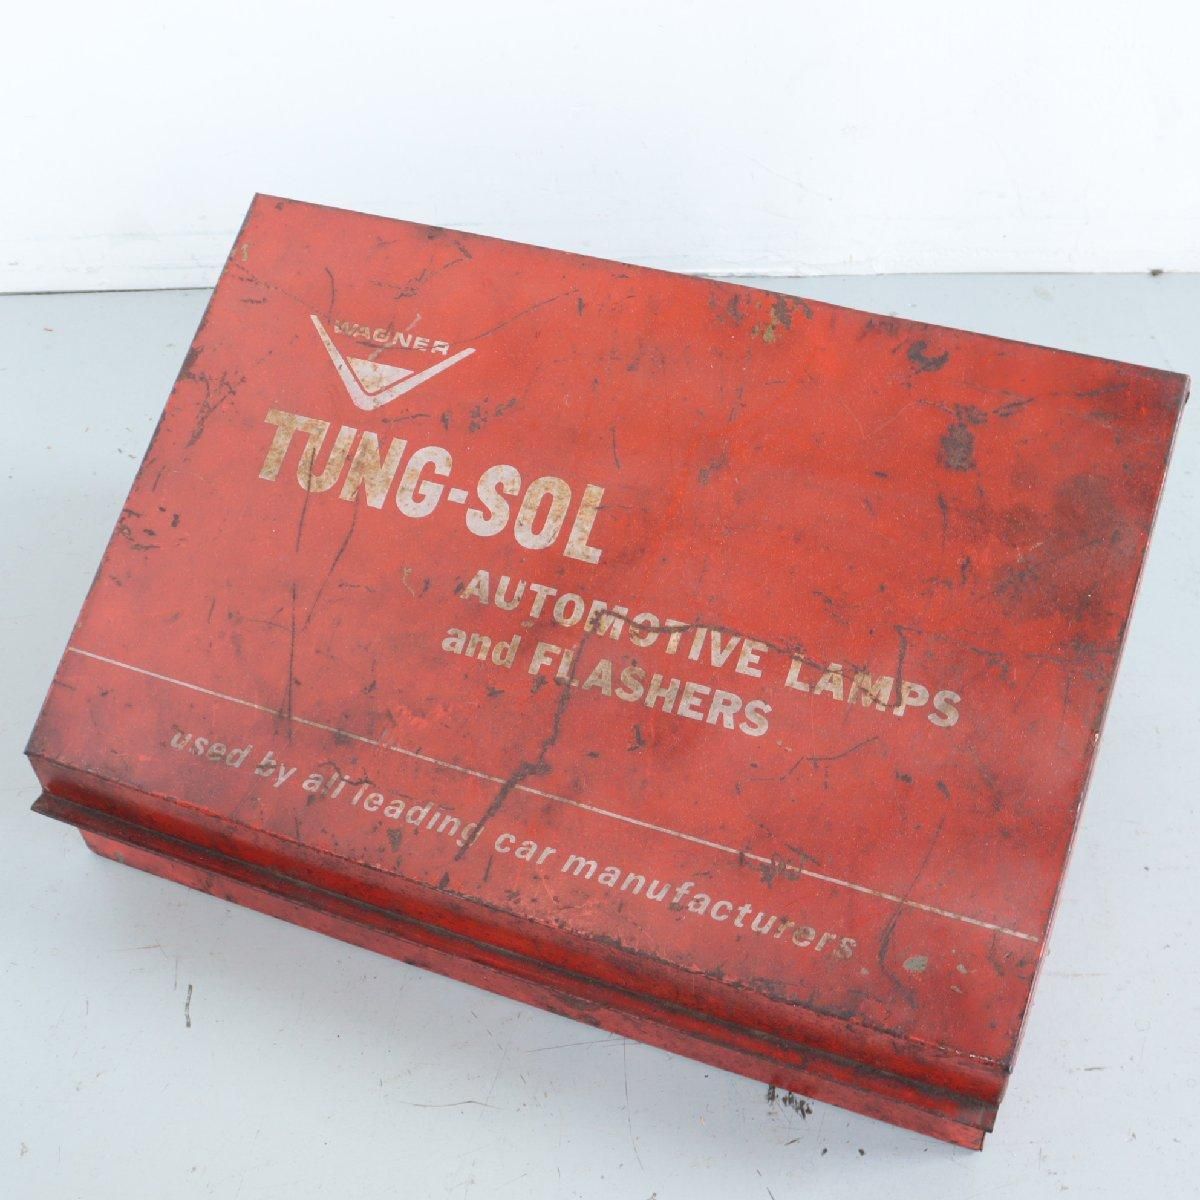 WAGNER
TUNG-SOL
AUTOMOTIVE LAMPS
and FLASHERS
used by all leading car manufacturers